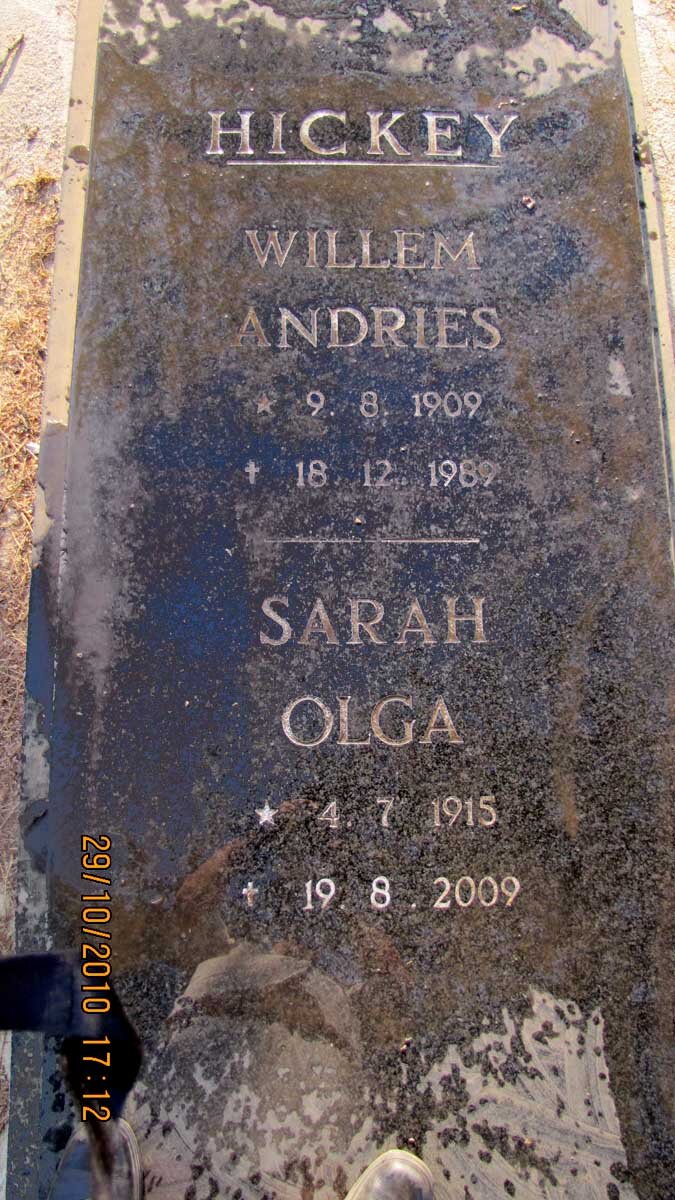 HICKEY
WILLEM
ANDRIES
★ 9. 8. 1909
† 18. 12. 1989
SARAH
OLGA
★ 4. 7 1915
† 19. 8. 2009
29/10/2010 17:12